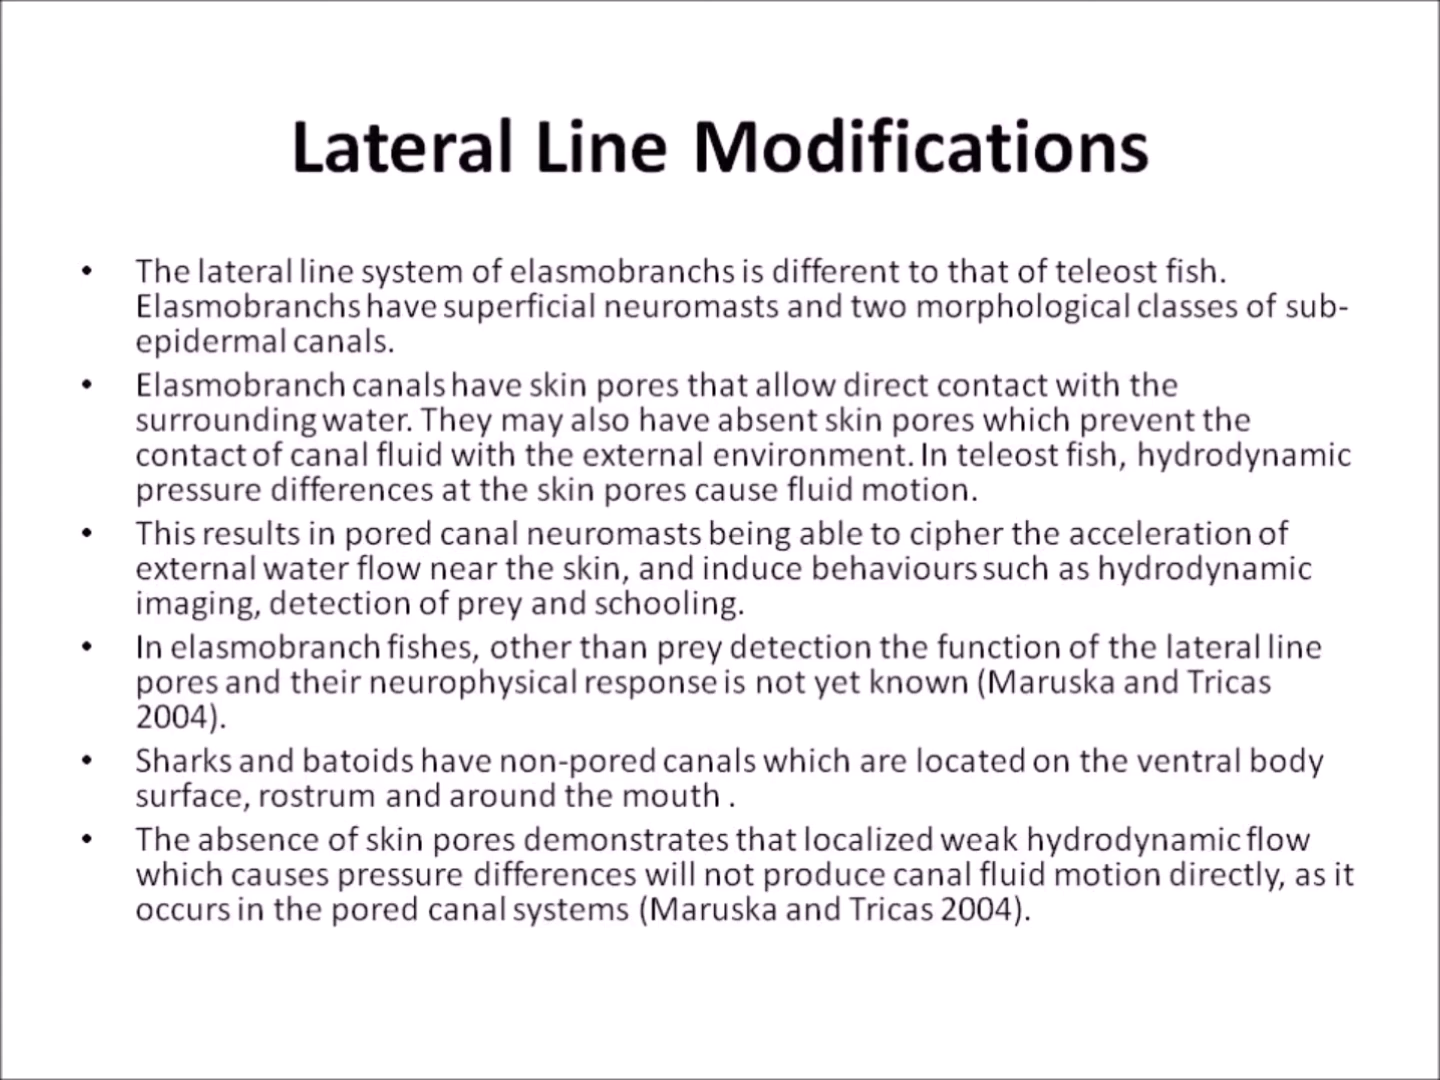 Lateral Line Modifications
• The lateral line system of elasmobranchs is different to that of teleost fish.
Elasmobranchs have superficial neuromasts and two morphological classes of sub-
epidermal canals.
• Elasmobranch canals have skin pores that allow direct contact with the
surrounding water. They may also have absent skin pores which prevent the
contact of canal fluid with the external environment. In teleost fish, hydrodynamic
pressure differences at the skin pores cause fluid motion.
• This results in pored canal neuromasts being able to cipher the acceleration of
external water flow near the skin, and induce behaviours such as hydrodynamic
imaging, detection of prey and schooling.
• In elasmobranch fishes, other than prey detection the function of the lateral line
pores and their neurophysical response is not yet known (Maruska and Tricas
2004).
• Sharks and batoids have non-pored canals which are located on the ventral body
surface, rostrum and around the mouth .
• The absence of skin pores demonstrates that localized weak hydrodynamic flow
which causes pressure differences will not produce canal fluid motion directly, as it
occurs in the pored canal systems (Maruska and Tricas 2004).